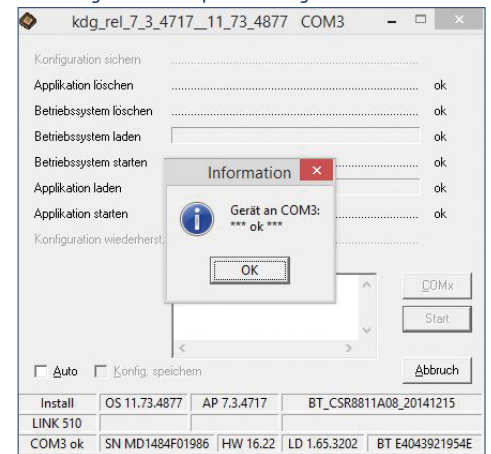 kdg_rel_7_3_4717__11_73_4877 COM3
Konfiguration sichern
Applikation löschen ok
Betriebssystem löschen ok
Betriebssystem laden ok
Betriebssystem starten ok
Applikation laden ok
Applikation starten ok
Konfiguration wiederherst.
Information
Gerät an COM3:
*** ok ***
OK
COMx
Start
Auto Konfig. speichern Abbruch
Install OS 11.73.4877 AP 7.3.4717 BT_CSR8811A08_20141215
LINK 510
COM3 ok SN MD1484F01986 HW 16.22 LD 1.65.3202 BT E4043921954E